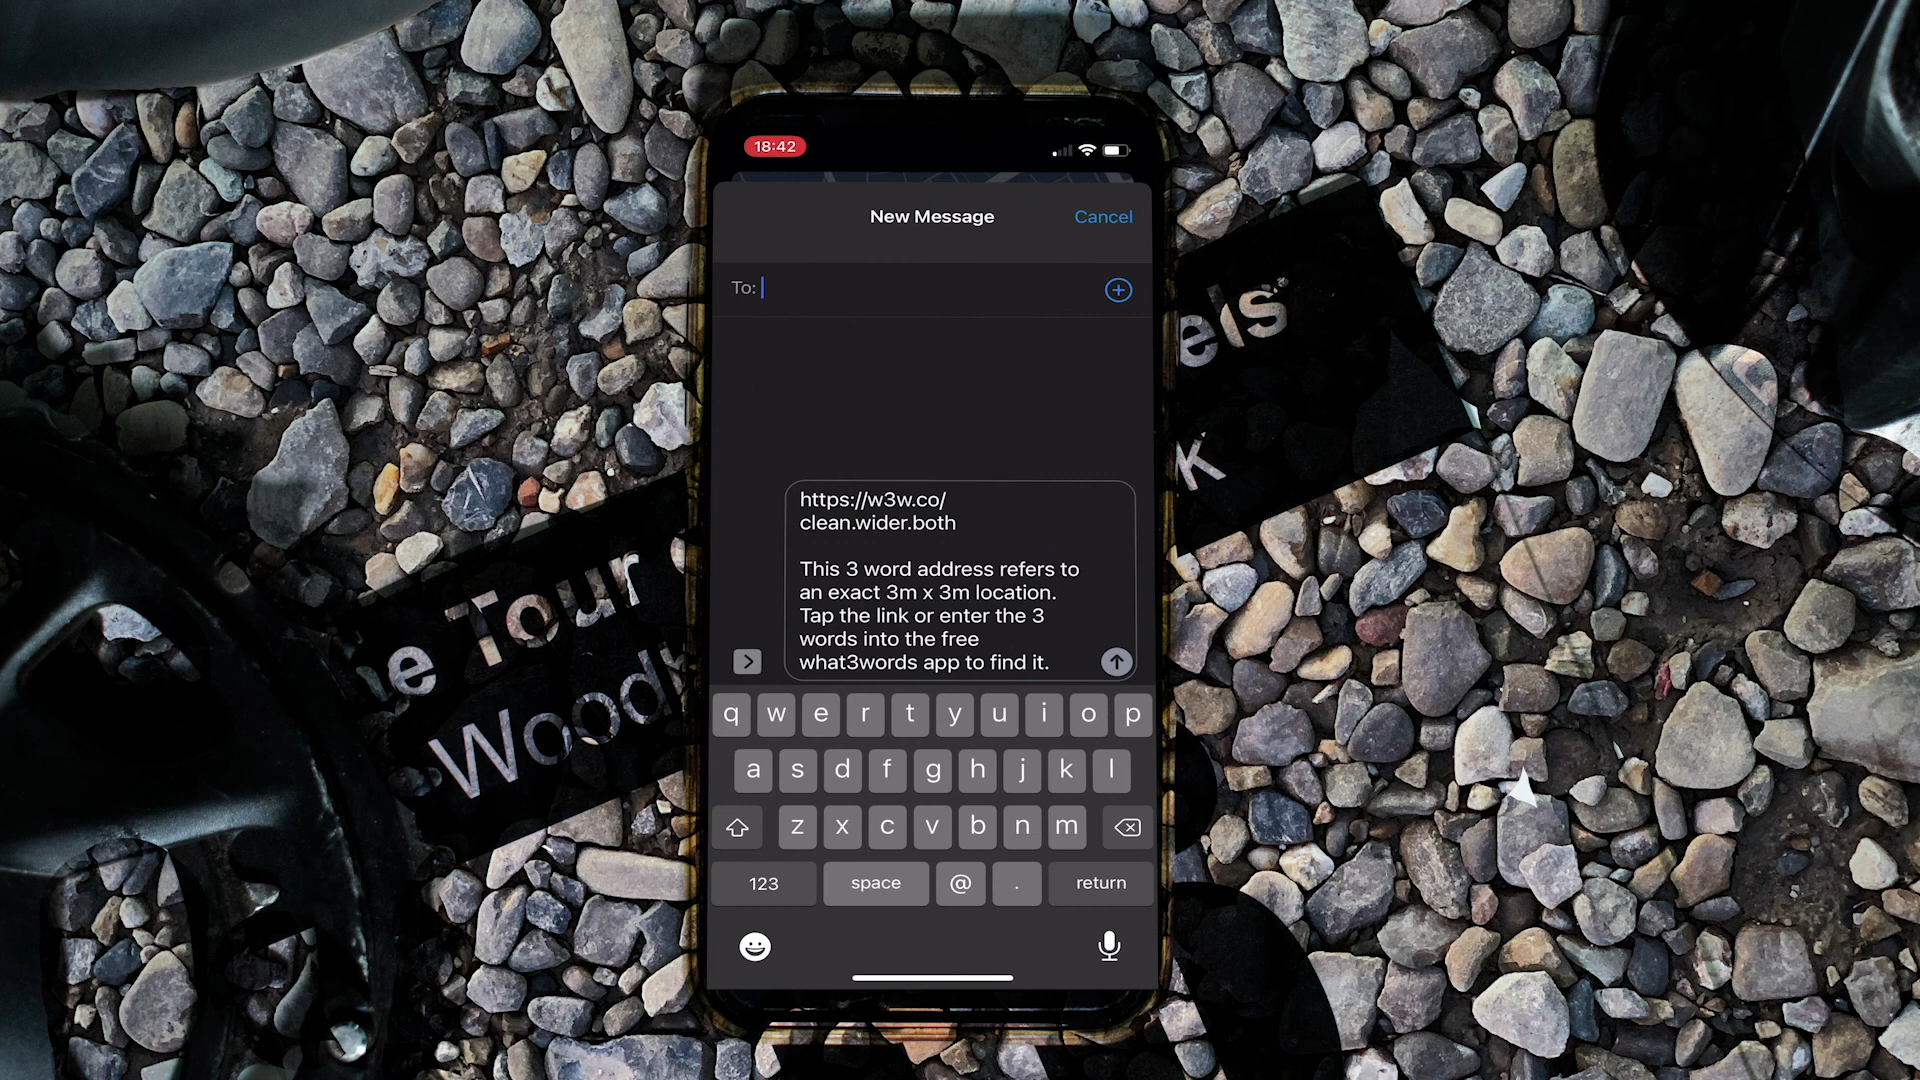 18:42
New Message
Cancel
To:
els
k
https://w3w.co/
clean.wider.both
This 3 word address refers to
an exact 3m x 3m location.
Tap the link or enter the 3
words into the free
what3words app to find it.
e Tour
Wood
q w e r t y u i o p
a s d f g h j k l
z x c v b n m
123
space
@
.
return